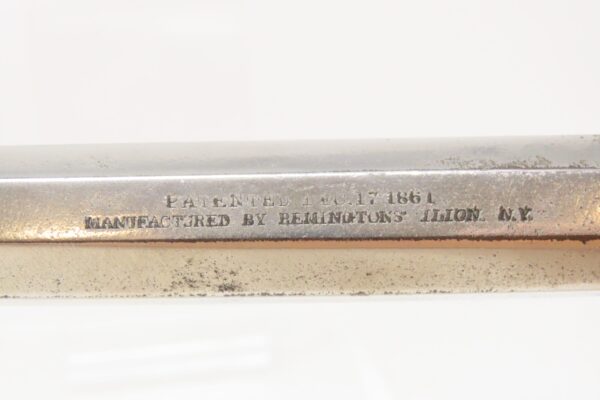 PATENTED DEC. 17 1861
MANUFACTURED BY REMINGTONS' ILION, N.Y.